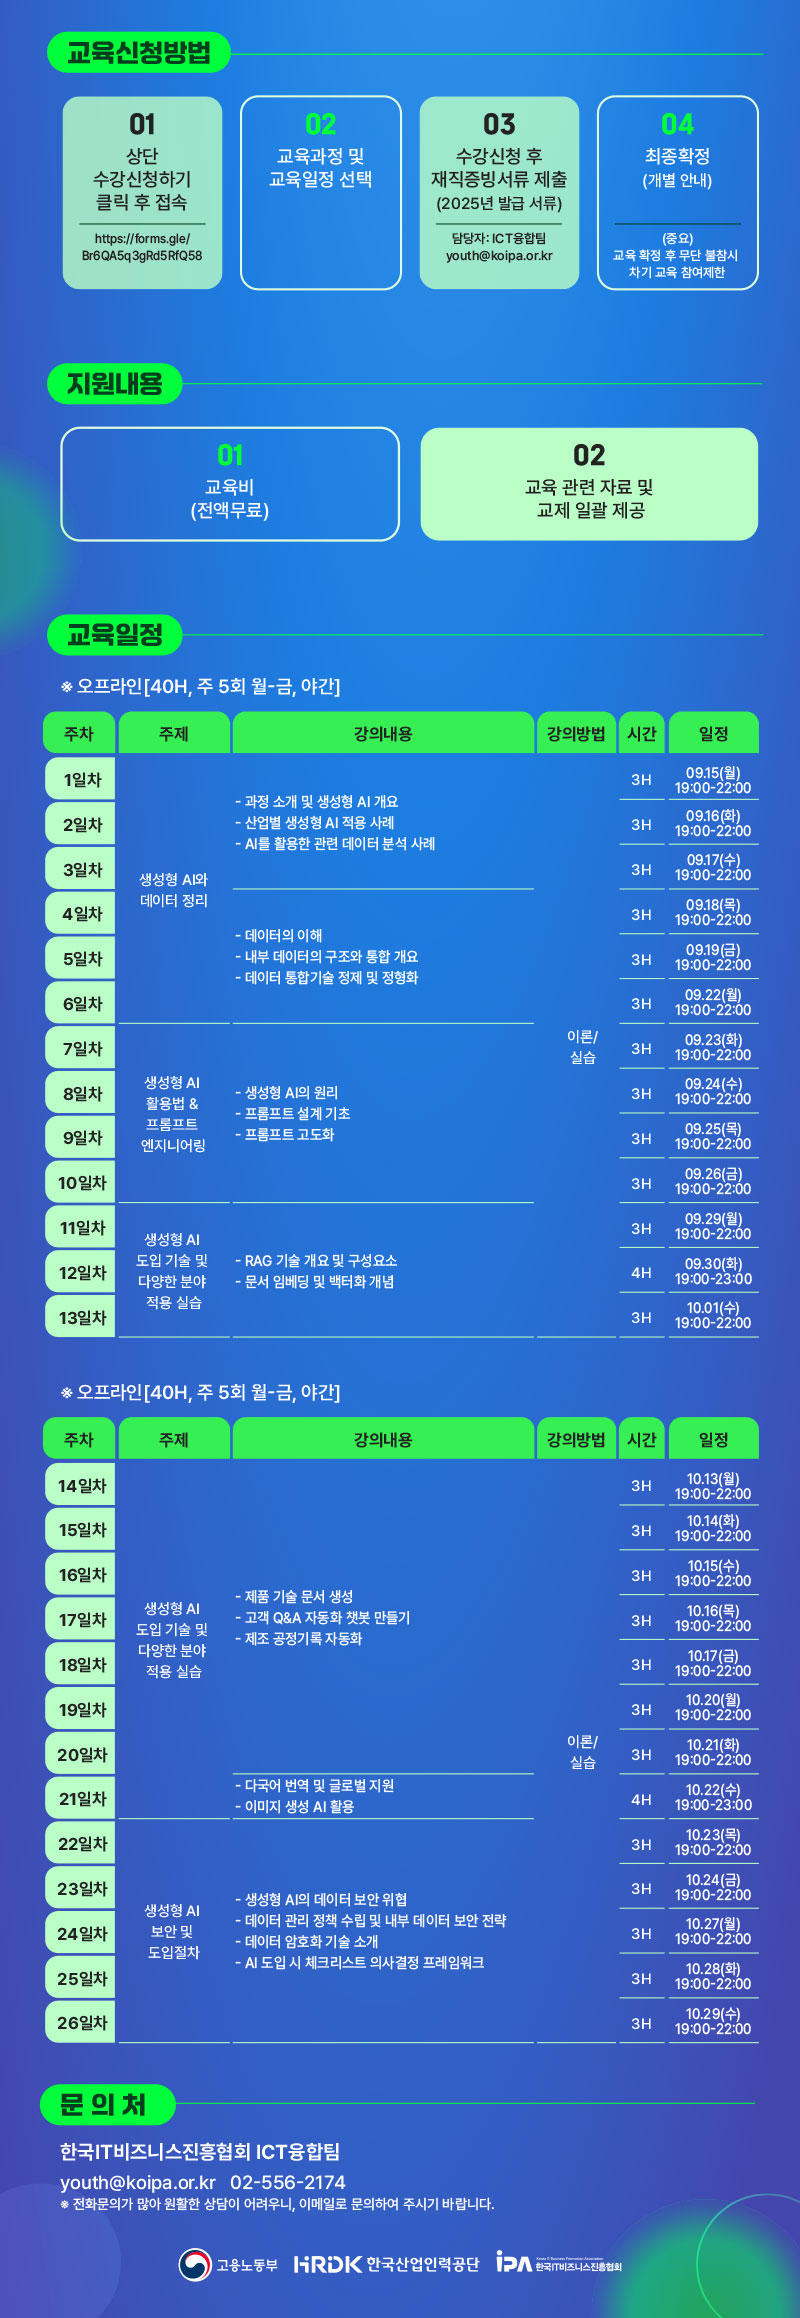 교육신청방법
01
상단
수강신청하기
클릭 후 접속
https://forms.gle/
Br6QA5q3gRd5RfQ58
02
교육과정 및
교육일정 선택
03
수강신청 후
재직증빙서류 제출
(2025년 발급 서류)
담당자: ICT융합팀
youth@koipa.or.kr
04
최종확정
(개별 안내)
(중요)
교육 확정 후 무단 불참시
차기 교육 참여제한
지원내용
01
교육비
(전액무료)
02
교육 관련 자료 및
교제 일괄 제공
교육일정
※ 오프라인[40H, 주 5회 월-금, 야간]
주차 주제 강의내용 강의방법 시간 일정
1일차 3H 09.15(월) 19:00-22:00
2일차 3H 09.16(화) 19:00-22:00
3일차 3H 09.17(수) 19:00-22:00
4일차 3H 09.18(목) 19:00-22:00
5일차 3H 09.19(금) 19:00-22:00
6일차 3H 09.22(월) 19:00-22:00
7일차 3H 09.23(화) 19:00-22:00
8일차 3H 09.24(수) 19:00-22:00
9일차 3H 09.25(목) 19:00-22:00
10일차 3H 09.26(금) 19:00-22:00
11일차 3H 09.29(월) 19:00-22:00
12일차 4H 09.30(화) 19:00-23:00
13일차 3H 10.01(수) 19:00-22:00
생성형 AI와
데이터 정리
- 과정 소개 및 생성형 AI 개요
- 산업별 생성형 AI 적용 사례
- AI를 활용한 관련 데이터 분석 사례
- 데이터의 이해
- 내부 데이터의 구조와 통합 개요
- 데이터 통합기술 정제 및 정형화
생성형 AI
활용법 &
프롬프트
엔지니어링
- 생성형 AI의 원리
- 프롬프트 설계 기초
- 프롬프트 고도화
생성형 AI
도입 기술 및
다양한 분야
적용 실습
- RAG 기술 개요 및 구성요소
- 문서 임베딩 및 백터화 개념
이론/
실습
※ 오프라인[40H, 주 5회 월-금, 야간]
주차 주제 강의내용 강의방법 시간 일정
14일차 3H 10.13(월) 19:00-22:00
15일차 3H 10.14(화) 19:00-22:00
16일차 3H 10.15(수) 19:00-22:00
17일차 3H 10.16(목) 19:00-22:00
18일차 3H 10.17(금) 19:00-22:00
19일차 3H 10.20(월) 19:00-22:00
20일차 3H 10.21(화) 19:00-22:00
21일차 4H 10.22(수) 19:00-23:00
22일차 3H 10.23(목) 19:00-22:00
23일차 3H 10.24(금) 19:00-22:00
24일차 3H 10.27(월) 19:00-22:00
25일차 3H 10.28(화) 19:00-22:00
26일차 3H 10.29(수) 19:00-22:00
생성형 AI
도입 기술 및
다양한 분야
적용 실습
- 제품 기술 문서 생성
- 고객 Q&A 자동화 챗봇 만들기
- 제조 공정기록 자동화
- 다국어 번역 및 글로벌 지원
- 이미지 생성 AI 활용
생성형 AI
보안 및
도입절차
- 생성형 AI의 데이터 보안 위협
- 데이터 관리 정책 수립 및 내부 데이터 보안 전략
- 데이터 암호화 기술 소개
- AI 도입 시 체크리스트 의사결정 프레임워크
이론/
실습
문 의 처
한국IT비즈니스진흥협회 ICT융합팀
youth@koipa.or.kr 02-556-2174
※ 전화문의가 많아 원활한 상담이 어려우니, 이메일로 문의하여 주시기 바랍니다.
고용노동부
HRDK 한국산업인력공단
iPA
Korea IT Business Promotion Association
한국IT비즈니스진흥협회